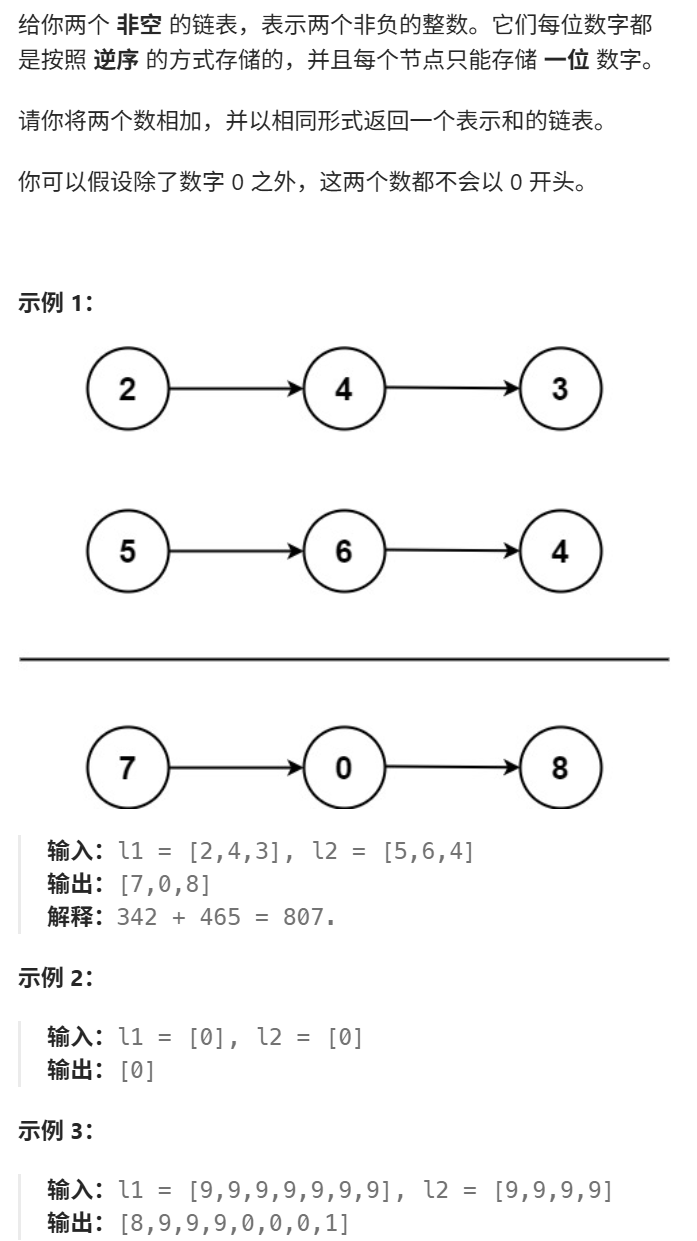 给你两个 非空 的链表，表示两个非负的整数。它们每位数字都
是按照 逆序 的方式存储的，并且每个节点只能存储 一位 数字。
请你将两个数相加，并以相同形式返回一个表示和的链表。
你可以假设除了数字 0 之外，这两个数都不会以 0 开头。
示例 1：
2 4 3
5 6 4
7 0 8
输入：l1 = [2,4,3], l2 = [5,6,4]
输出：[7,0,8]
解释：342 + 465 = 807.
示例 2：
输入：l1 = [0], l2 = [0]
输出：[0]
示例 3：
输入：l1 = [9,9,9,9,9,9,9], l2 = [9,9,9,9]
输出：[8,9,9,9,0,0,0,1]